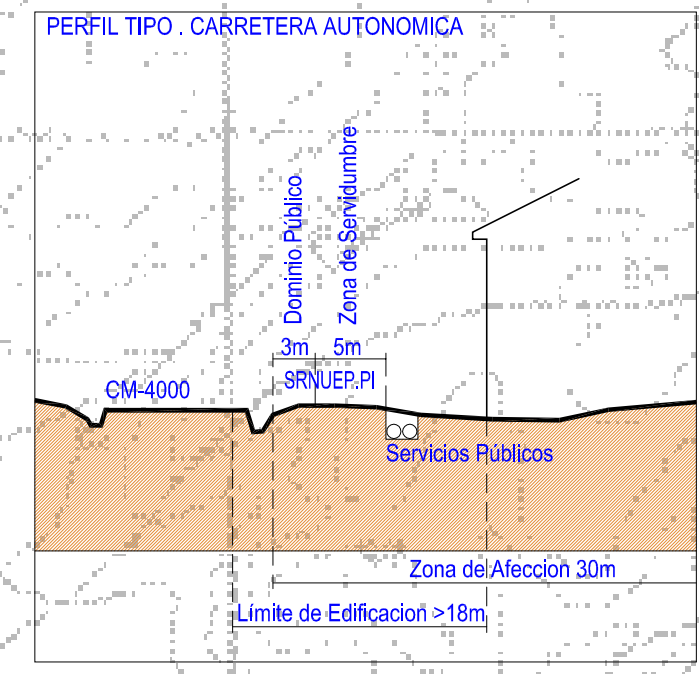 PERFIL TIPO . CARRETERA AUTONOMICA
Dominio Público
Zona de Servidumbre
3m 5m
SRNUEP.PI
CM-4000
Servicios Públicos
Zona de Afeccion 30m
Límite de Edificacion >18m